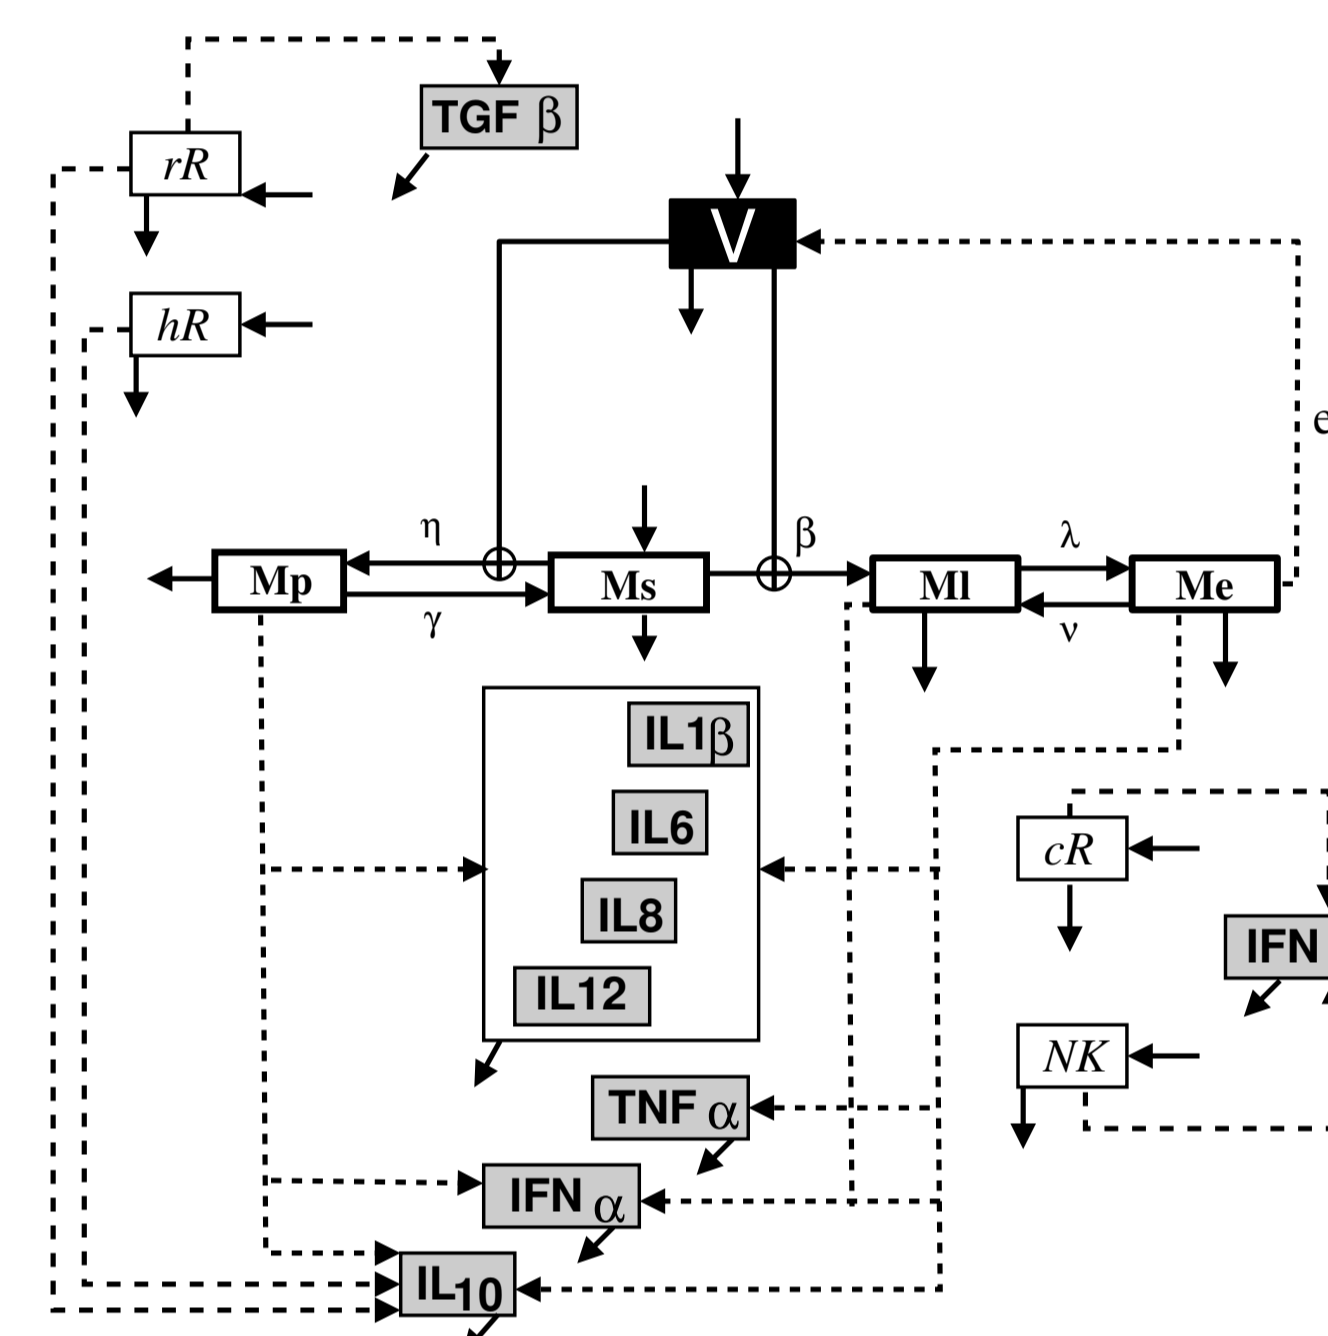 TGF β
rR
V
hR
e
η
β
λ
Mp
Ms
Ml
Me
γ
ν
IL1β
IL6
cR
IL8
IFN
IL12
NK
TNF α
IFN α
IL10